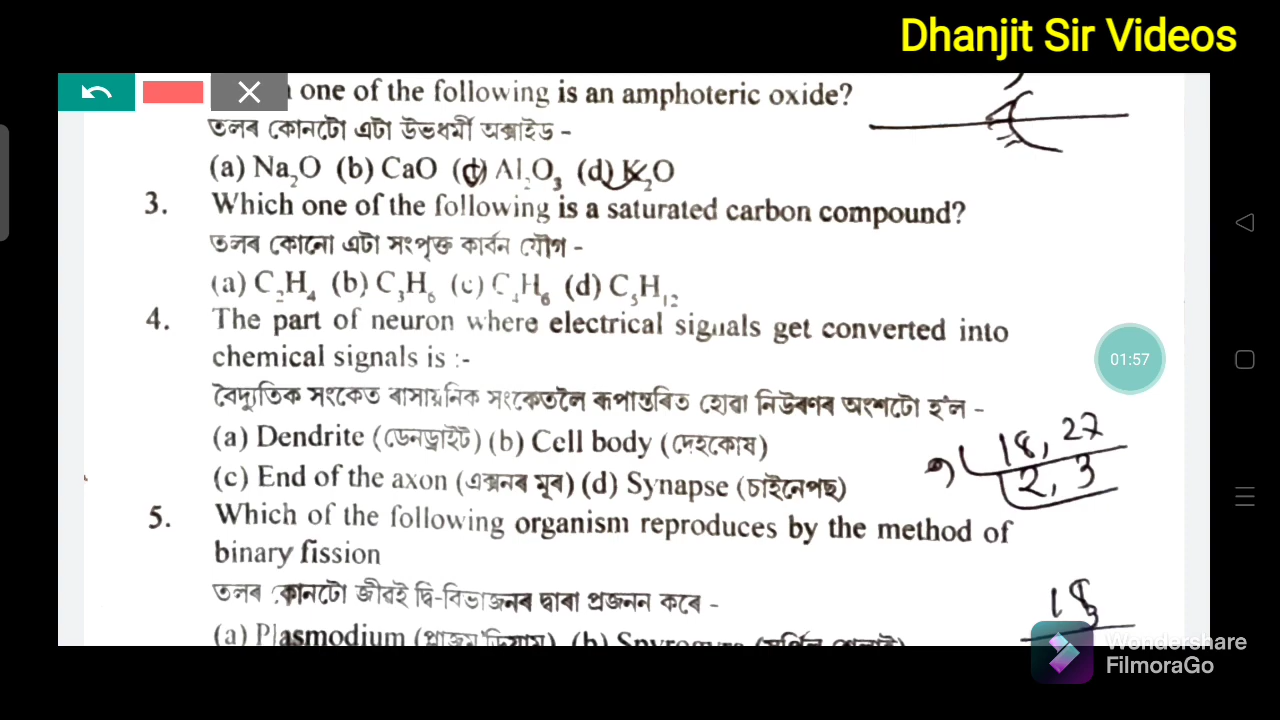 Dhanjit Sir Videos
one of the following is an amphoteric oxide?
তলৰ কোনটো এটা উভধৰ্মী অক্সাইড -
(a) Na₂O (b) CaO (c) Al₂O₃ (d) K₂O
3. Which one of the following is a saturated carbon compound?
তলৰ কোনো এটা সংপৃক্ত কাৰ্বন যৌগ -
(a) C₂H₄ (b) C₃H₆ (c) C₄H₆ (d) C₅H₁₂
4. The part of neuron where electrical signals get converted into
chemical signals is :-
বৈদ্যুতিক সংকেত ৰাসায়নিক সংকেতলৈ ৰূপান্তৰিত হোৱা নিউৰণৰ অংশটো হ'ল -
(a) Dendrite (ডেনড্ৰাইট) (b) Cell body (দেহকোষ)
(c) End of the axon (এক্সনৰ মূৰ) (d) Synapse (চাইনেপছ)
01:57
18, 27
2, 3
5. Which of the following organism reproduces by the method of
binary fission
তলৰ কোনটো জীৱই দ্বি-বিভাজনৰ দ্বাৰা প্ৰজনন কৰে -
(a) Plasmodium (b)
18
Wondershare
FilmoraGo